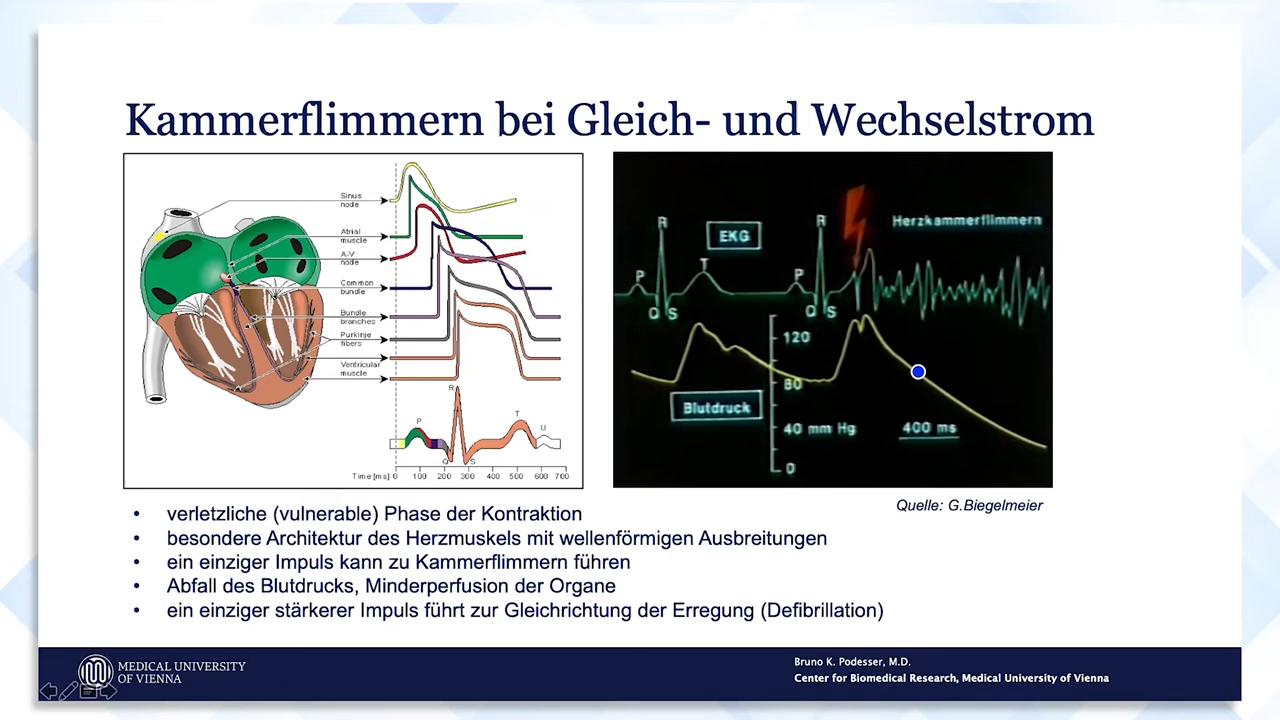 Kammerflimmern bei Gleich- und Wechselstrom
Sinus
node
Atrial
muscle
A-V
node
Common
bundle
Bundle
branches
Purkinje
fibers
Ventricular
muscle
R
P
T
U
Q
S
Time [ms] 0 100 200 300 400 500 600 700
R
EKG
T
P
Q S
R
P
Q S
Herzkammerflimmern
120
80
Blutdruck
40 mm Hg
400 ms
0
Quelle: G.Biegelmeier
• verletzliche (vulnerable) Phase der Kontraktion
• besondere Architektur des Herzmuskels mit wellenförmigen Ausbreitungen
• ein einziger Impuls kann zu Kammerflimmern führen
• Abfall des Blutdrucks, Minderperfusion der Organe
• ein einziger stärkerer Impuls führt zur Gleichrichtung der Erregung (Defibrillation)
MEDICAL UNIVERSITY
OF VIENNA
Bruno K. Podesser, M.D.
Center for Biomedical Research, Medical University of Vienna